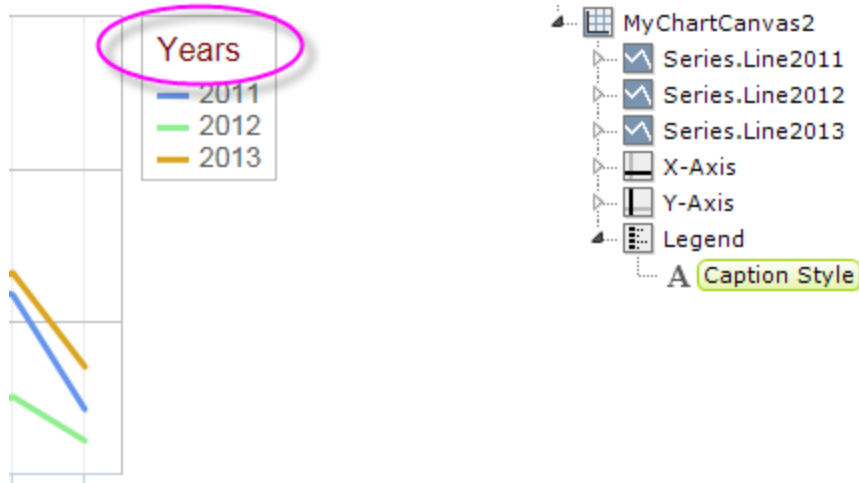 Years
2011
2012
2013
MyChartCanvas2
Series.Line2011
Series.Line2012
Series.Line2013
X-Axis
Y-Axis
Legend
A Caption Style